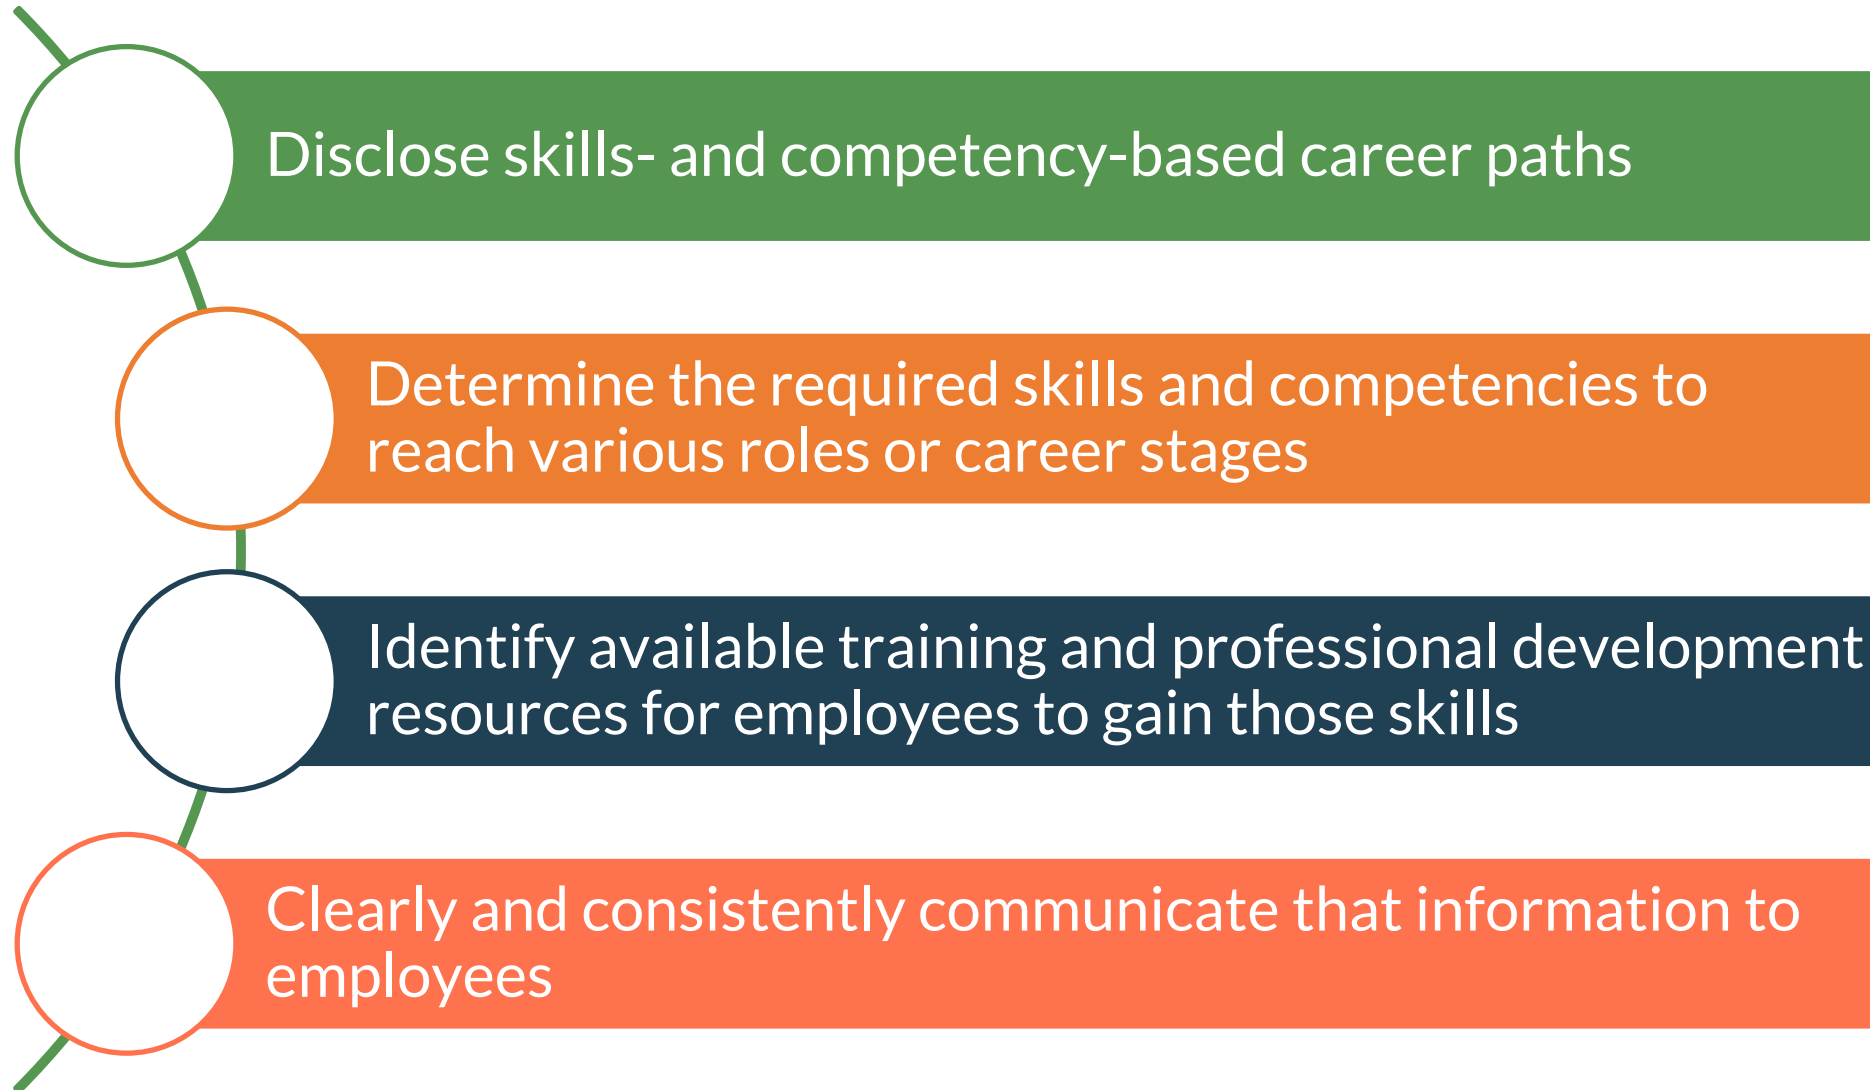 Disclose skills- and competency-based career paths
Determine the required skills and competencies to
reach various roles or career stages
Identify available training and professional development
resources for employees to gain those skills
Clearly and consistently communicate that information to
employees